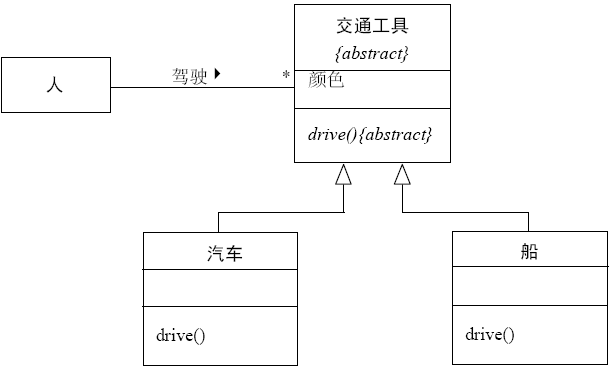 交通工具
{abstract}
人
驾驶
*
颜色
drive(){abstract}
汽车
船
drive()
drive()